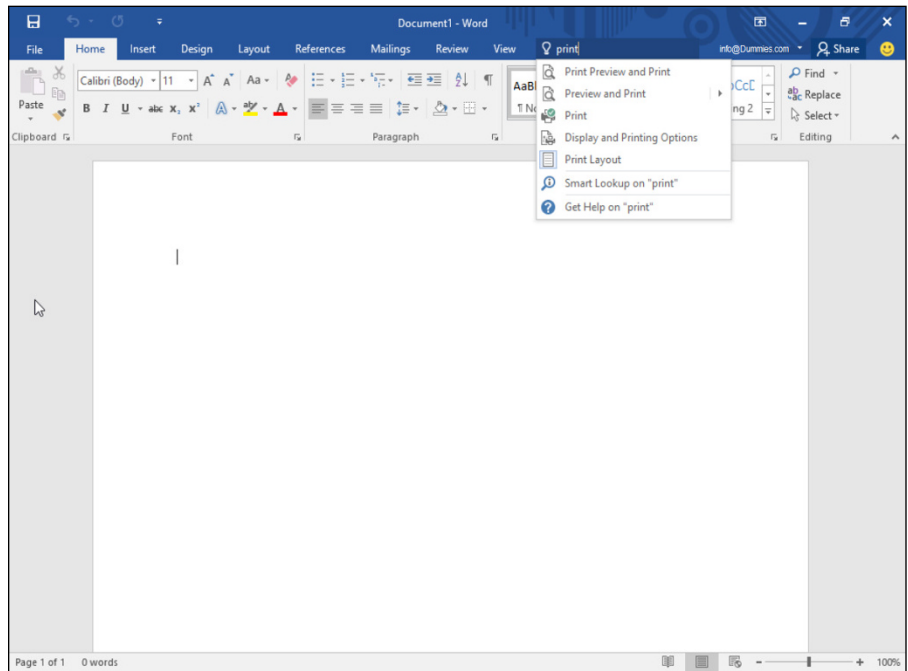 Document1 - Word
File Home Insert Design Layout References Mailings Review View print info@Dummies.com Share
Calibri (Body) 11 A A Aa
Paste
B I U abc X₂ X² A aby A
Clipboard Font Paragraph Editing
AaB
CcE
ng 2
Find
Replace
Select
Print Preview and Print
Preview and Print
Print
Display and Printing Options
Print Layout
Smart Lookup on "print"
Get Help on "print"
Page 1 of 1 0 words 100%